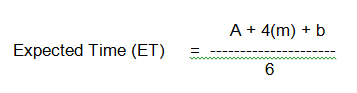 A + 4(m) + b
Expected Time (ET) = ----------------------
6